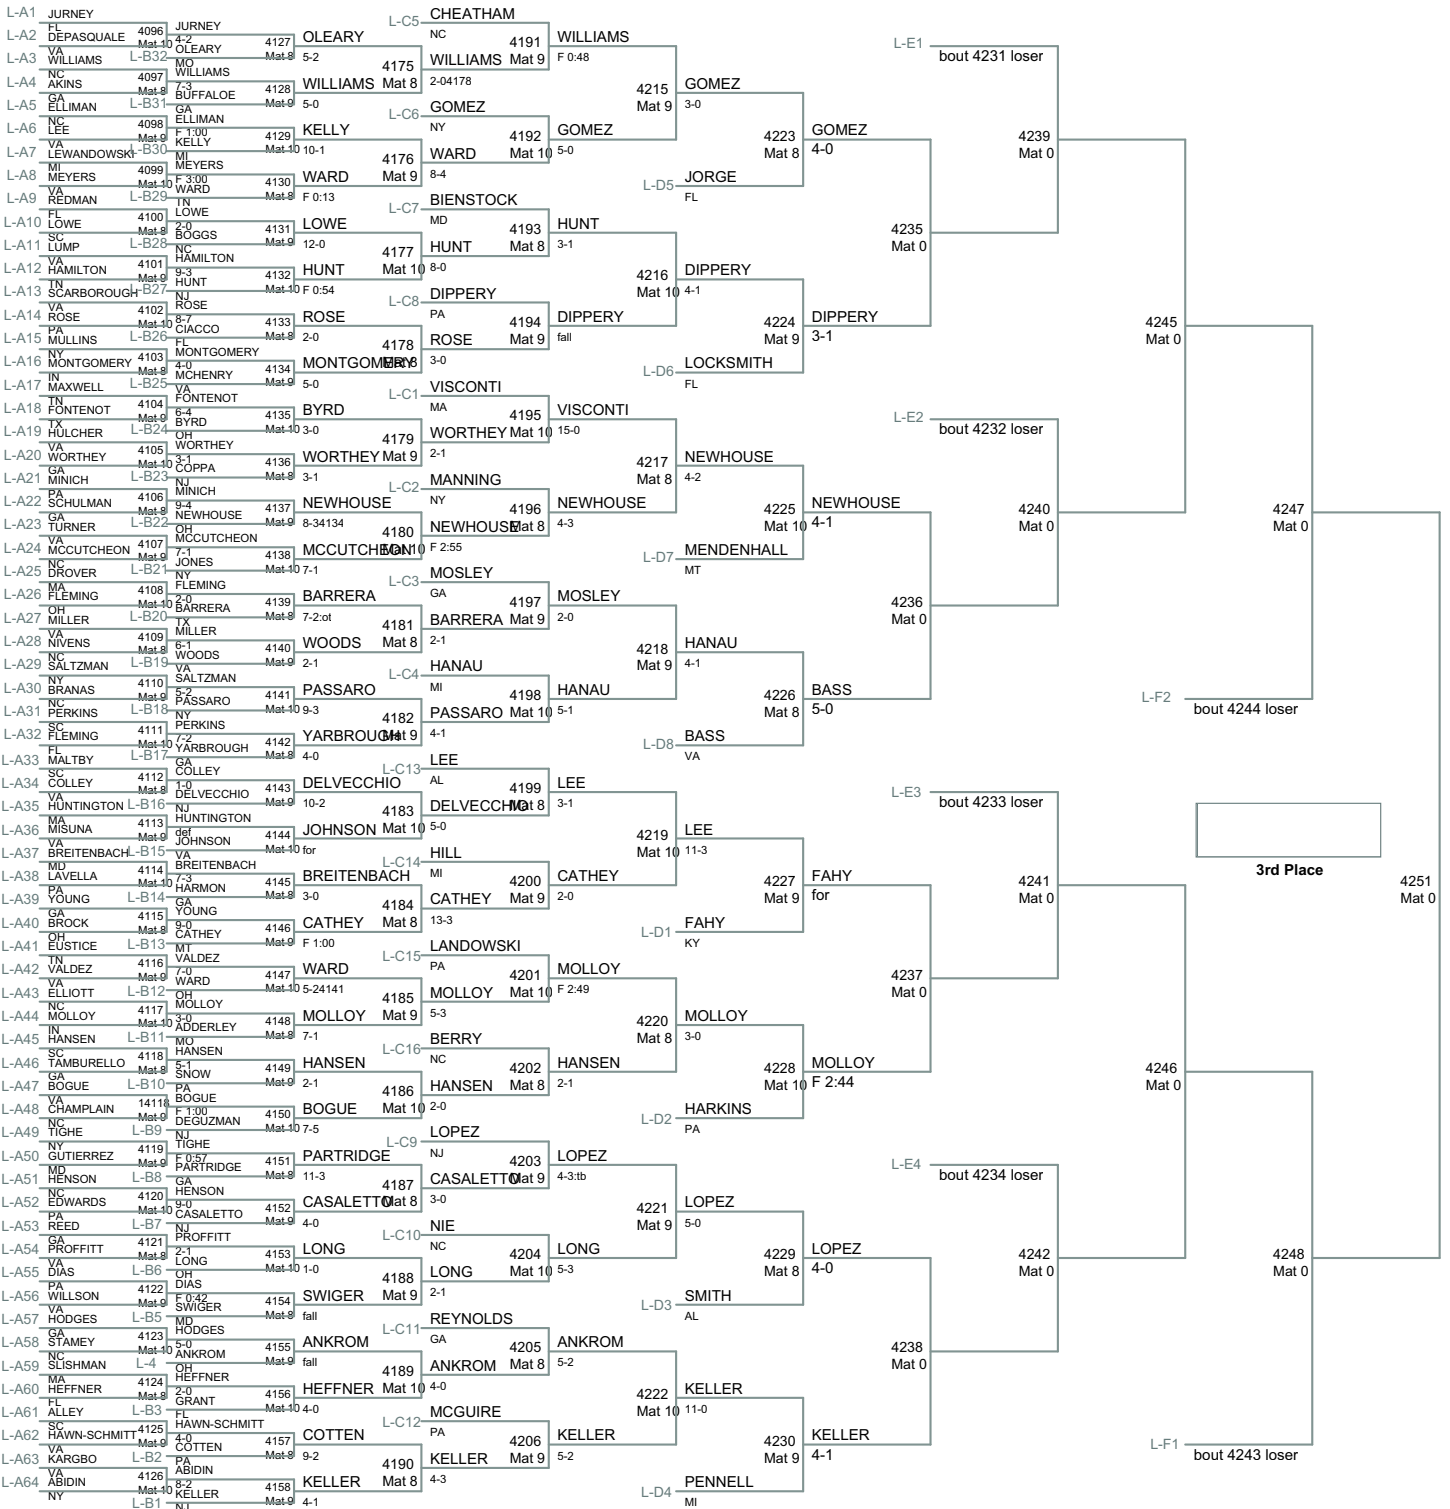 L-A1 JURNEY
FL
L-A2 DEPASQUALE
VA
L-A3 WILLIAMS
NC
L-A4 AKINS
GA
L-A5 ELLIMAN
NC
L-A6 LEE
VA
L-A7 LEWANDOWSKI
MI
L-A8 MEYERS
VA
L-A9 REDMAN
FL
L-A10 LOWE
SC
L-A11 LUMP
VA
L-A12 HAMILTON
TN
L-A13 SCARBOROUGH
VA
L-A14 ROSE
PA
L-A15 MULLINS
NY
L-A16 MONTGOMERY
IN
L-A17 MAXWELL
TN
L-A18 FONTENOT
TX
L-A19 HULCHER
VA
L-A20 WORTHEY
GA
L-A21 MINICH
PA
L-A22 SCHULMAN
GA
L-A23 TURNER
VA
L-A24 MCCUTCHEON
NC
L-A25 DROVER
MA
L-A26 FLEMING
OH
L-A27 MILLER
VA
L-A28 NIVENS
NC
L-A29 SALTZMAN
NY
L-A30 BRANAS
NC
L-A31 PERKINS
SC
L-A32 FLEMING
FL
L-A33 MALTBY
SC
L-A34 COLLEY
VA
L-A35 HUNTINGTON
MA
L-A36 MISUNA
VA
L-A37 BREITENBACH
MD
L-A38 LAVELLA
PA
L-A39 YOUNG
GA
L-A40 BROCK
OH
L-A41 EUSTICE
TN
L-A42 VALDEZ
VA
L-A43 ELLIOTT
NC
L-A44 MOLLOY
IN
L-A45 HANSEN
SC
L-A46 TAMBURELLO
GA
L-A47 BOGUE
VA
L-A48 CHAMPLAIN
NC
L-A49 TIGHE
NY
L-A50 GUTIERREZ
MD
L-A51 HENSON
NC
L-A52 EDWARDS
PA
L-A53 REED
GA
L-A54 PROFFITT
VA
L-A55 DIAS
PA
L-A56 WILLSON
VA
L-A57 HODGES
GA
L-A58 STAMEY
NC
L-A59 SLISHMAN
MA
L-A60 HEFFNER
FL
L-A61 ALLEY
SC
L-A62 HAWN-SCHMITT
VA
L-A63 KARGBO
VA
L-A64 ABIDIN
NY
4096 JURNEY
Mat 10 4-2
L-B32 OLEARY
MO
4097 WILLIAMS
Mat 8 7-3
L-B31 BUFFALOE
GA
4098 ELLIMAN
Mat 9 F 1:00
L-B30 KELLY
MI
4099 MEYERS
Mat 10 F 3:00
L-B29 WARD
TN
4100 LOWE
Mat 8 2-0
L-B28 BOGGS
NC
4101 HAMILTON
Mat 9 9-3
L-B27 HUNT
NJ
4102 ROSE
Mat 10 8-7
L-B26 CIACCO
FL
4103 MONTGOMERY
Mat 8 4-0
L-B25 MCHENRY
VA
4104 FONTENOT
Mat 9 6-4
L-B24 BYRD
OH
4105 WORTHEY
Mat 10 3-1
L-B23 COPPA
NJ
4106 MINICH
Mat 8 9-4
L-B22 NEWHOUSE
OH
4107 MCCUTCHEON
Mat 9 7-1
L-B21 JONES
NY
4108 FLEMING
Mat 10 2-0
L-B20 BARRERA
TX
4109 MILLER
Mat 8 6-1
L-B19 WOODS
VA
4110 SALTZMAN
Mat 9 5-2
L-B18 PASSARO
NY
4111 PERKINS
Mat 10 7-2
L-B17 YARBROUGH
GA
4112 COLLEY
Mat 8 1-0
L-B16 DELVECCHIO
NJ
4113 HUNTINGTON
Mat 9 def
L-B15 JOHNSON
VA
4114 BREITENBACH
Mat 10 7-3
L-B14 HARMON
GA
4115 YOUNG
Mat 8 9-0
L-B13 CATHEY
MT
4116 VALDEZ
Mat 9 7-0
L-B12 WARD
OH
4117 MOLLOY
Mat 10 3-0
L-B11 ADDERLEY
MO
4118 HANSEN
Mat 8 5-1
L-B10 SNOW
PA
14118 BOGUE
Mat 9 F 1:00
L-B9 DEGUZMAN
NJ
4119 TIGHE
Mat 9 F 0:57
L-B8 PARTRIDGE
GA
4120 HENSON
Mat 10 9-0
L-B7 CASALETTO
NJ
4121 PROFFITT
Mat 8 2-1
L-B6 LONG
OH
4122 DIAS
Mat 9 F 0:42
L-B5 SWIGER
MD
4123 HODGES
Mat 10 5-0
L-4 ANKROM
OH
4124 HEFFNER
Mat 8 2-0
L-B3 GRANT
FL
4125 HAWN-SCHMITT
Mat 9 4-0
L-B2 COTTEN
PA
4126 ABIDIN
Mat 10 8-2
L-B1 KELLER
NJ
4127 OLEARY
Mat 8 5-2
4128 WILLIAMS
Mat 9 5-0
4129 KELLY
Mat 10 10-1
4130 WARD
Mat 8 F 0:13
4131 LOWE
Mat 9 12-0
4132 HUNT
Mat 10 F 0:54
4133 ROSE
Mat 8 2-0
4134 MONTGOMERY
Mat 9 5-0
4135 BYRD
Mat 10 3-0
4136 WORTHEY
Mat 8 3-1
4137 NEWHOUSE
Mat 9 8-34134
4138 MCCUTCHEON
Mat 10 7-1
4139 BARRERA
Mat 8 7-2:ot
4140 WOODS
Mat 9 2-1
4141 PASSARO
Mat 10 9-3
4142 YARBROUGH
Mat 8 4-0
4143 DELVECCHIO
Mat 9 10-2
4144 JOHNSON
Mat 10 for
4145 BREITENBACH
Mat 8 3-0
4146 CATHEY
Mat 9 F 1:00
4147 WARD
Mat 10 5-24141
4148 MOLLOY
Mat 8 7-1
4149 HANSEN
Mat 9 2-1
4150 BOGUE
Mat 10 7-5
4151 PARTRIDGE
Mat 8 11-3
4152 CASALETTO
Mat 9 4-0
4153 LONG
Mat 10 1-0
4154 SWIGER
Mat 8 fall
4155 ANKROM
Mat 9 fall
4156 HEFFNER
Mat 10 4-0
4157 COTTEN
Mat 8 9-2
4158 KELLER
Mat 9 4-1
L-C5 CHEATHAM
NC
4175 WILLIAMS
Mat 8 2-04178
L-C6 GOMEZ
NY
4176 WARD
Mat 9 8-4
L-C7 BIENSTOCK
MD
4177 HUNT
Mat 10 8-0
L-C8 DIPPERY
PA
4178 ROSE
Mat 8 3-0
L-C1 VISCONTI
MA
4179 WORTHEY
Mat 9 2-1
L-C2 MANNING
NY
4180 NEWHOUSE
Mat 10 F 2:55
L-C3 MOSLEY
GA
4181 BARRERA
Mat 8 2-1
L-C4 HANAU
MI
4182 PASSARO
Mat 9 4-1
L-C13 LEE
AL
4183 DELVECCHIO
Mat 10 5-0
L-C14 HILL
MI
4184 CATHEY
Mat 8 13-3
L-C15 LANDOWSKI
PA
4185 MOLLOY
Mat 9 5-3
L-C16 BERRY
NC
4186 HANSEN
Mat 10 2-0
L-C9 LOPEZ
NJ
4187 CASALETTO
Mat 8 3-0
L-C10 NIE
NC
4188 LONG
Mat 9 2-1
L-C11 REYNOLDS
GA
4189 ANKROM
Mat 10 4-0
L-C12 MCGUIRE
PA
4190 KELLER
Mat 8 4-3
4191 WILLIAMS
Mat 9 F 0:48
4192 GOMEZ
Mat 10 5-0
4193 HUNT
Mat 8 3-1
4194 DIPPERY
Mat 9 fall
4195 VISCONTI
Mat 10 15-0
4196 NEWHOUSE
Mat 8 4-3
4197 MOSLEY
Mat 9 2-0
4198 HANAU
Mat 10 5-1
4199 LEE
Mat 8 3-1
4200 CATHEY
Mat 9 2-0
4201 MOLLOY
Mat 10 F 2:49
4202 HANSEN
Mat 8 2-1
4203 LOPEZ
Mat 9 4-3:tb
4204 LONG
Mat 10 5-3
4205 ANKROM
Mat 8 5-2
4206 KELLER
Mat 9 5-2
4215 GOMEZ
Mat 9 3-0
L-D5 JORGE
FL
4216 DIPPERY
Mat 10 4-1
L-D6 LOCKSMITH
FL
4217 NEWHOUSE
Mat 8 4-2
L-D7 MENDENHALL
MT
4218 HANAU
Mat 9 4-1
L-D8 BASS
VA
4219 LEE
Mat 10 11-3
L-D1 FAHY
KY
4220 MOLLOY
Mat 8 3-0
L-D2 HARKINS
PA
4221 LOPEZ
Mat 9 5-0
L-D3 SMITH
AL
4222 KELLER
Mat 10 11-0
L-D4 PENNELL
MI
4223 GOMEZ
Mat 8 4-0
4224 DIPPERY
Mat 9 3-1
4225 NEWHOUSE
Mat 10 4-1
4226 BASS
Mat 8 5-0
4227 FAHY
Mat 9 for
4228 MOLLOY
Mat 10 F 2:44
4229 LOPEZ
Mat 8 4-0
4230 KELLER
Mat 9 4-1
L-E1 bout 4231 loser
4235
Mat 0
L-E2 bout 4232 loser
4236
Mat 0
L-E3 bout 4233 loser
4237
Mat 0
L-E4 bout 4234 loser
4238
Mat 0
4239
Mat 0
4240
Mat 0
4241
Mat 0
4242
Mat 0
4245
Mat 0
L-F2 bout 4244 loser
4246
Mat 0
L-F1 bout 4243 loser
4247
Mat 0
4248
Mat 0
3rd Place
4251
Mat 0